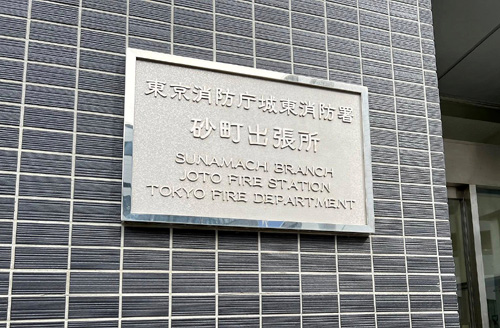 東京消防庁城東消防署
砂町出張所
SUNAMACHI BRANCH
JOTO FIRE STATION
TOKYO FIRE DEPARTMENT